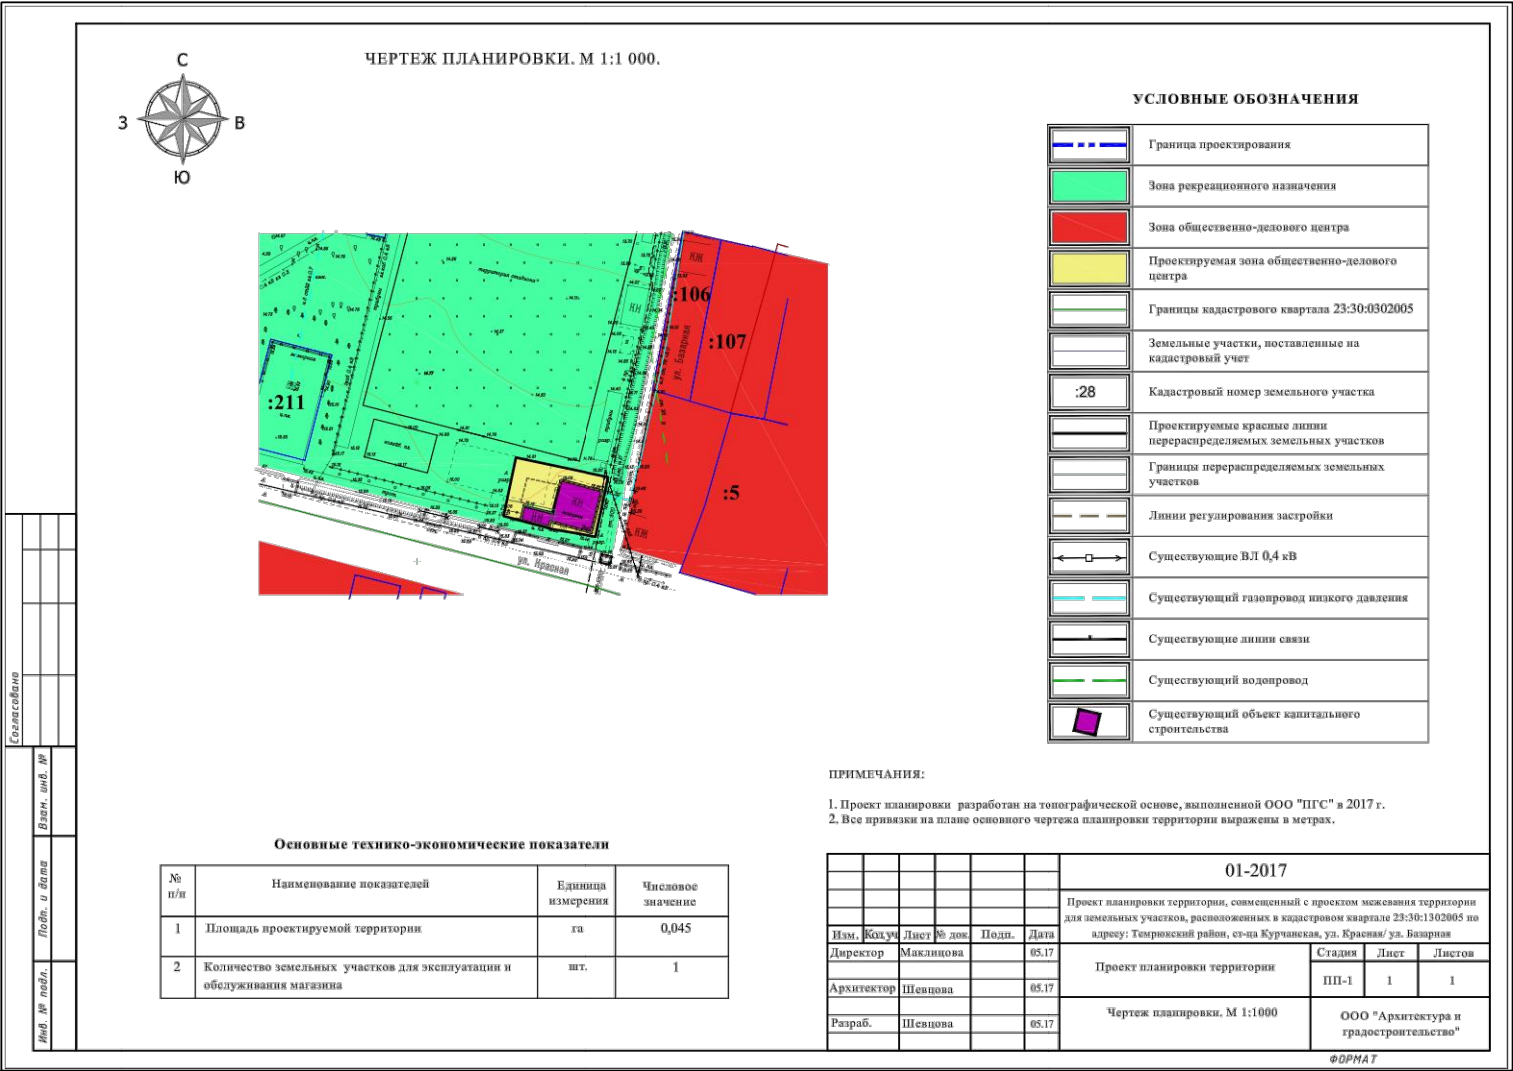 ЧЕРТЕЖ ПЛАНИРОВКИ. М 1:1 000.
С
З
В
Ю
УСЛОВНЫЕ ОБОЗНАЧЕНИЯ
Граница проектирования
Зона рекреационного назначения
Зона общественно-делового центра
Проектируемая зона общественно-делового
центра
Границы кадастрового квартала 23:30:0302005
Земельные участки, поставленные на
кадастровый учет
:28
Кадастровый номер земельного участка
Проектируемые красные линии
перераспределяемых земельных участков
Границы перераспределяемых земельных
участков
Линии регулирования застройки
Существующие ВЛ 0,4 кВ
Существующий газопровод низкого давления
Существующие линии связи
Существующий водопровод
Существующий объект капитального
строительства
территория стадиона
КЖ
:106
КН
:107
ул. Базарная
:211
:5
КН
КН
КЖ
ул. Красная
ПРИМЕЧАНИЯ:
1. Проект планировки разработан на топографической основе, выполненной ООО "ПГС" в 2017 г.
2. Все привязки на плане основного чертежа планировки территории выражены в метрах.
Основные технико-экономические показатели
№
п/п
Наименование показателей
Единица
измерения
Числовое
значение
1
Площадь проектируемой территории
га
0,045
2
Количество земельных участков для эксплуатации и
обслуживания магазина
шт.
1
01-2017
Проект планировки территории, совмещенный с проектом межевания территории
для земельных участков, расположенных в кадастровом квартале 23:30:1302005 по
адресу: Темрюкский район, ст-ца Курчанская, ул. Красная/ ул. Базарная
Изм. Кол.уч Лист № док. Подп. Дата
Директор Маклицова 05.17
Архитектор Шевцова 05.17
Разраб. Шевцова 05.17
Проект планировки территории
Стадия Лист Листов
ПП-1 1 1
Чертеж планировки. М 1:1000
ООО "Архитектура и
градостроительство"
ФОРМАТ
Согласовано
Взам. инв. №
Подп. и дата
Инв. № подл.